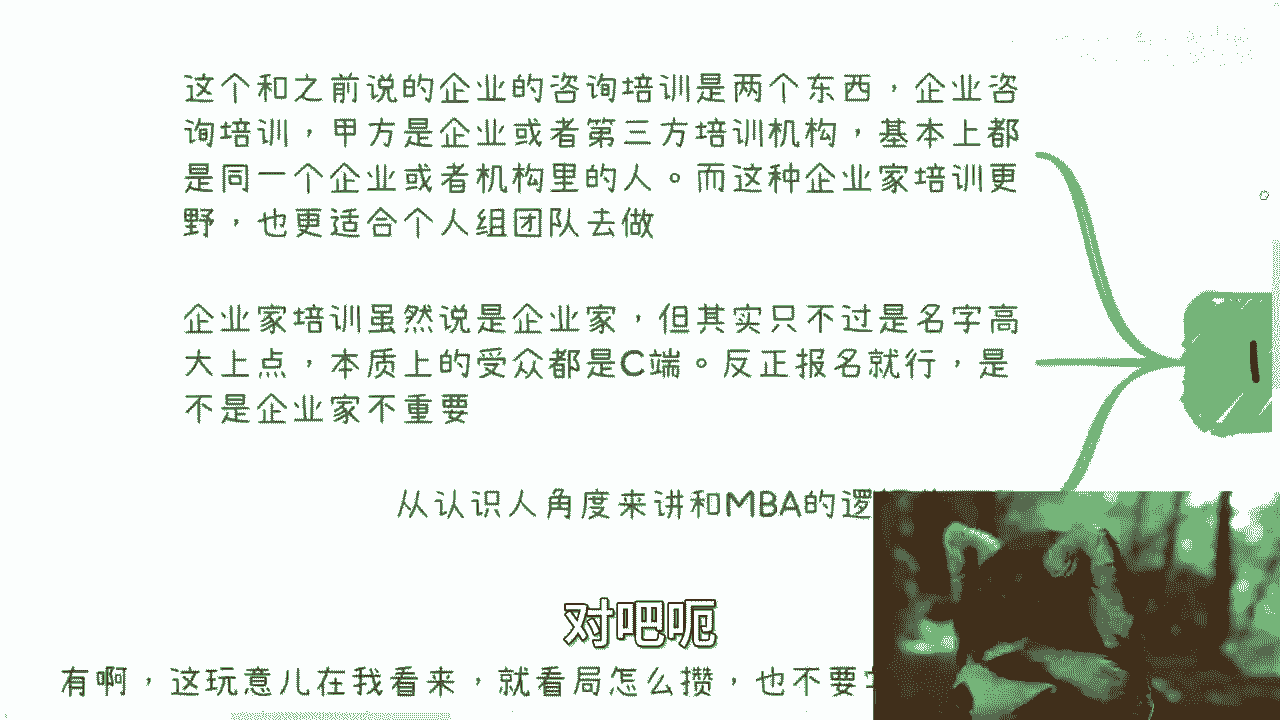 这个和之前说的企业的咨询培训是两个东西，企业咨
询培训，甲方是企业或者第三方培训机构，基本上都
是同一个企业或者机构里的人。而这种企业家培训更
野，也更适合个人组团队去做
企业家培训虽然说是企业家，但其实只不过是名字高
大上点，本质上的受众都是C端。反正报名就行，是
不是企业家不重要
从认识人角度来讲和MBA的逻
对吧呃
有啊，这玩意儿在我看来，就看局怎么攒，也不要